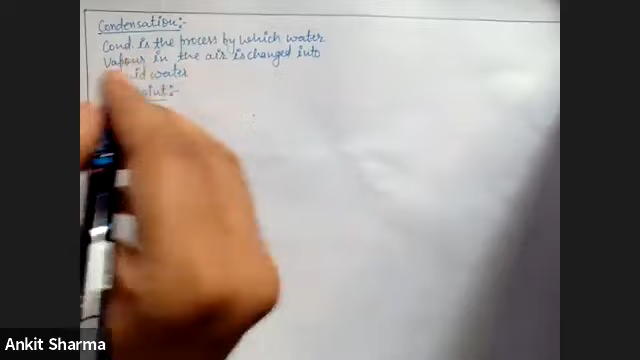 Condensation:-
Cond. is the process by which water
Vapour in the air is changed into
water
Ankit Sharma